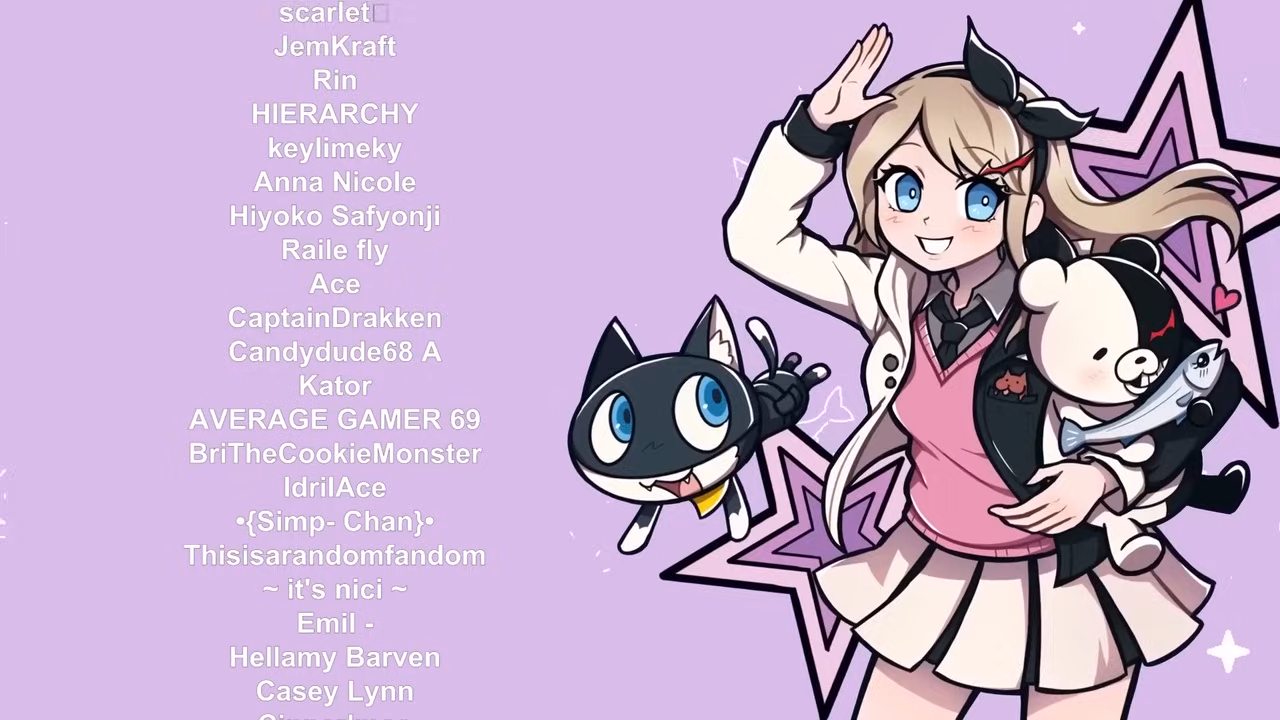 scarlet
JemKraft
Rin
HIERARCHY
keylimeky
Anna Nicole
Hiyoko Safyonji
Raile fly
Ace
CaptainDrakken
Candydude68 A
Kator
AVERAGE GAMER 69
BriTheCookieMonster
IdrilAce
•{Simp- Chan}•
Thisisarandomfandom
~ it's nici ~
Emil -
Hellamy Barven
Casey Lynn